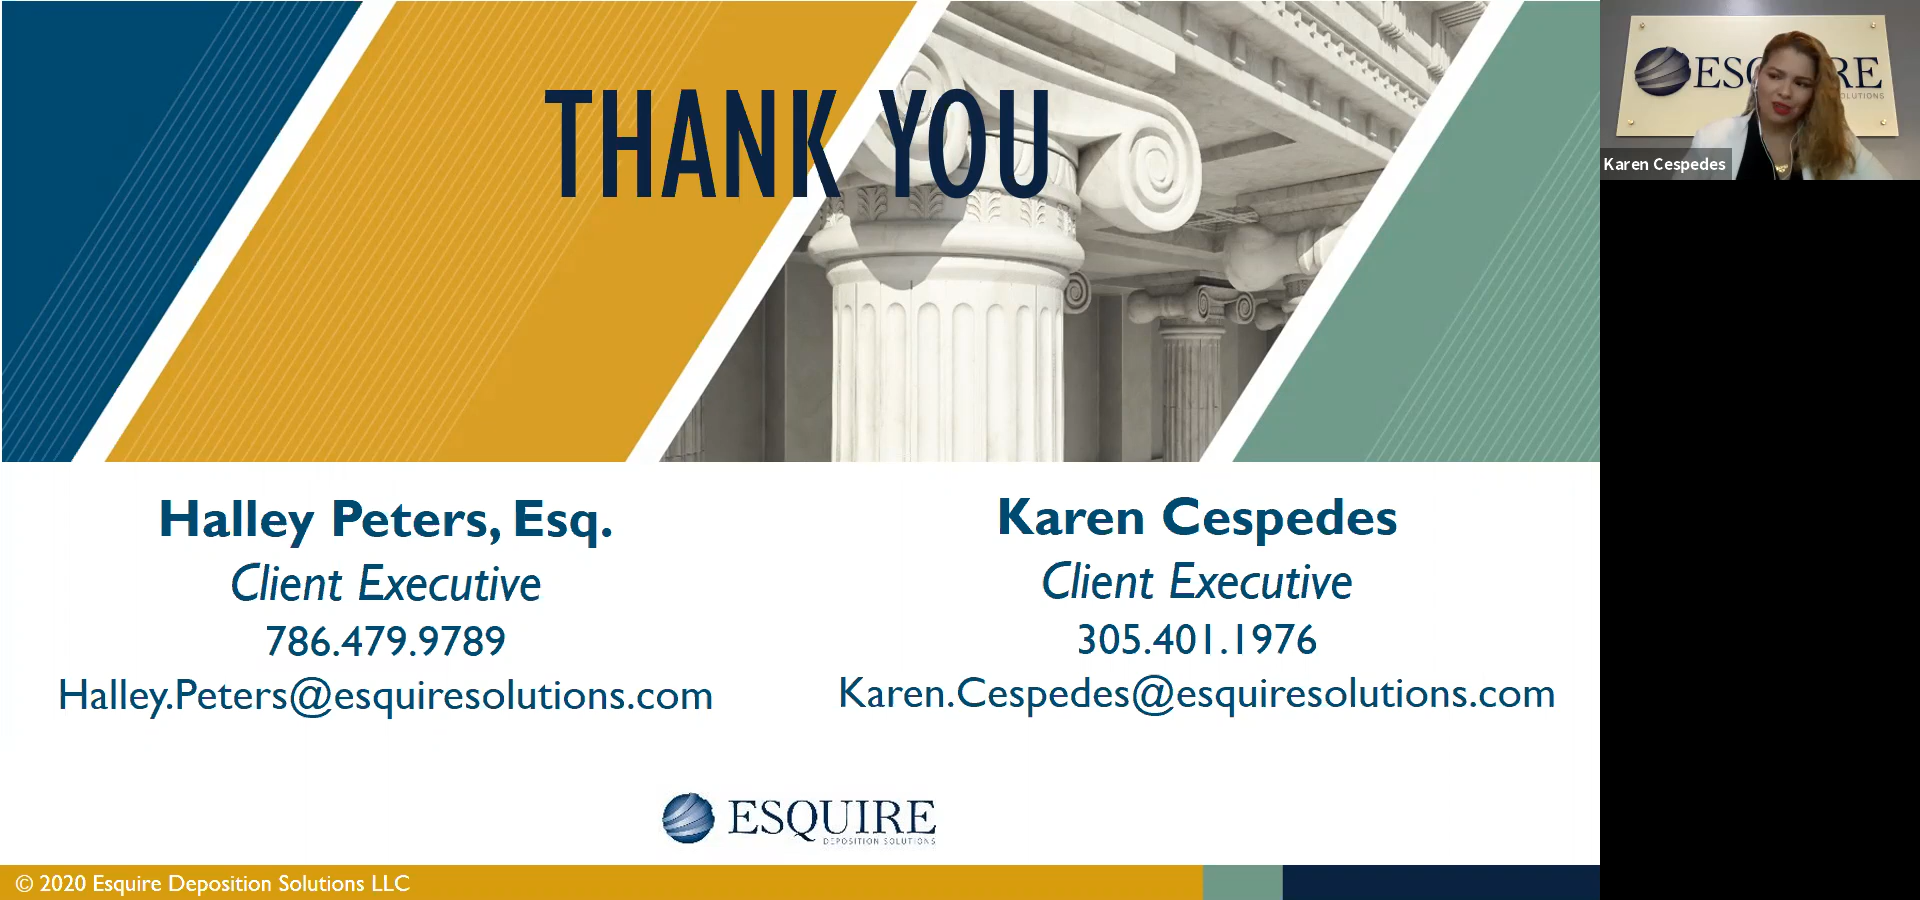 THANK YOU
Halley Peters, Esq.
Client Executive
786.479.9789
Halley.Peters@esquiresolutions.com
Karen Cespedes
Client Executive
305.401.1976
Karen.Cespedes@esquiresolutions.com
ESQUIRE
DEPOSITION SOLUTIONS
© 2020 Esquire Deposition Solutions LLC
Karen Cespedes